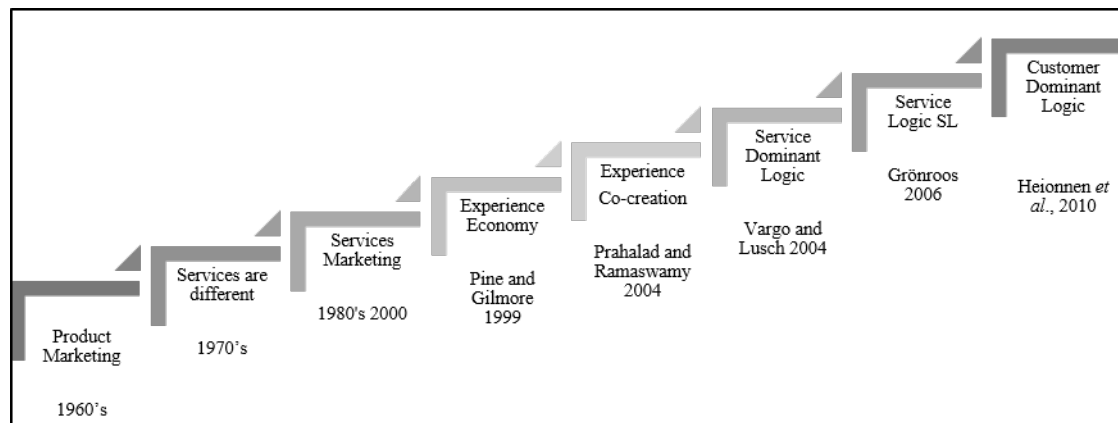 Product
Marketing
1960’s
Services are
different
1970’s
Services
Marketing
1980's 2000
Experience
Economy
Pine and
Gilmore
1999
Experience
Co-creation
Prahalad and
Ramaswamy
2004
Service
Dominant
Logic
Vargo and
Lusch 2004
Service
Logic SL
Grönroos
2006
Customer
Dominant
Logic
Heionnen et
al., 2010